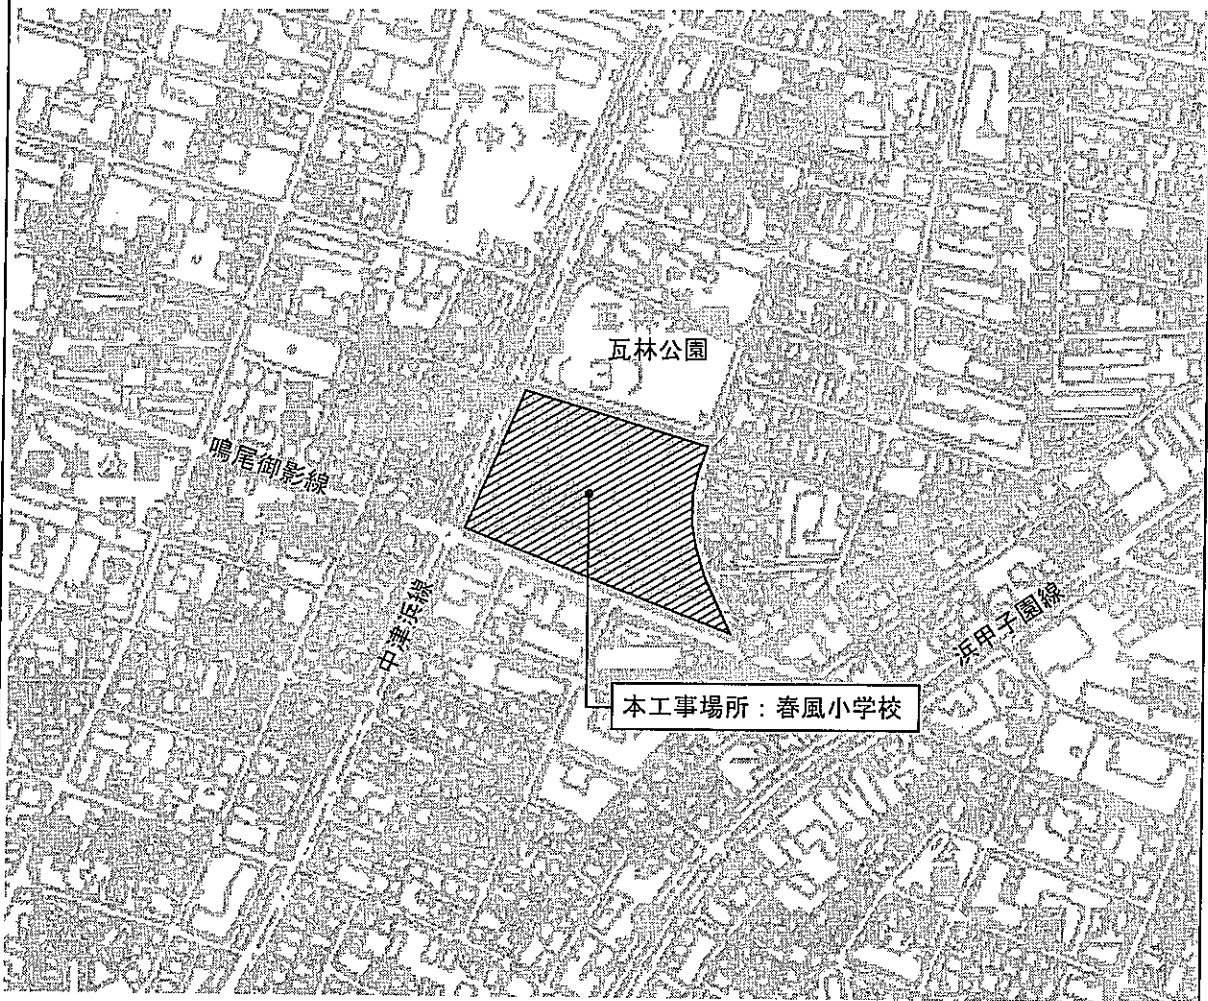 瓦林公園
鳴尾御影線
中津浜線
浜甲子園線
本工事場所：春風小学校